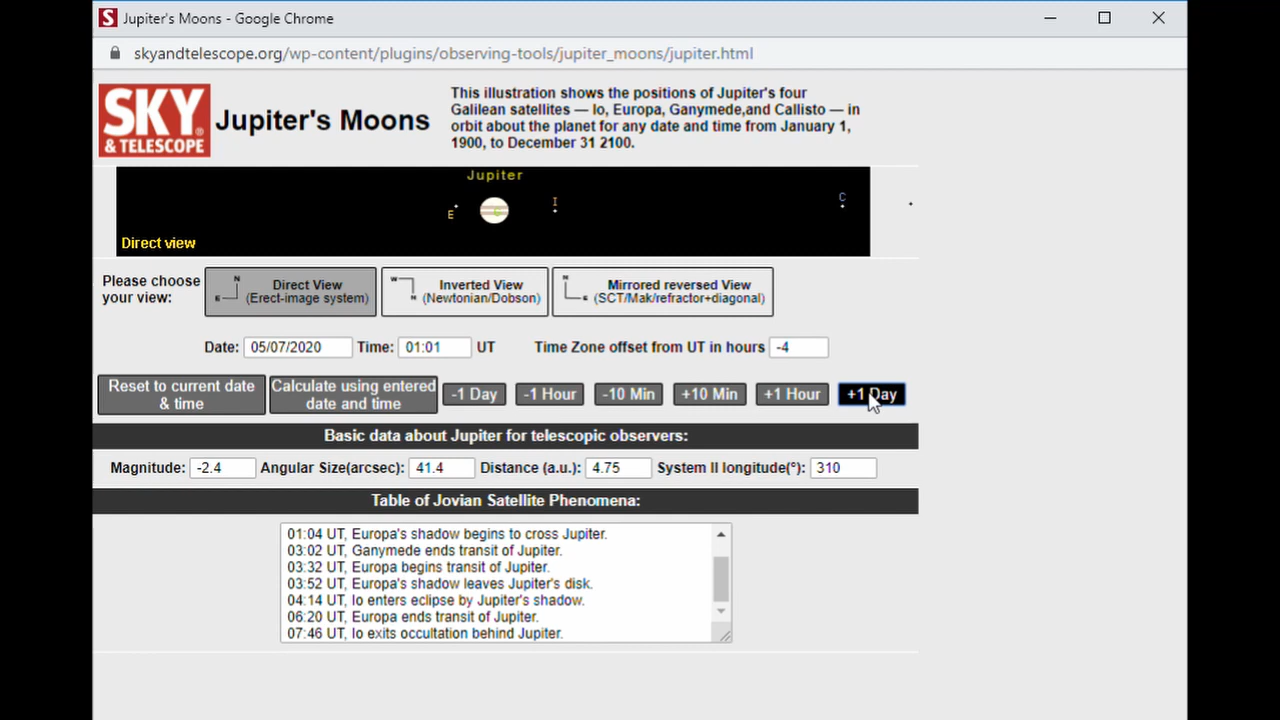 Jupiter's Moons - Google Chrome
skyandtelescope.org/wp-content/plugins/observing-tools/jupiter_moons/jupiter.html
SKY
& TELESCOPE
®
Jupiter's Moons
This illustration shows the positions of Jupiter's four
Galilean satellites — Io, Europa, Ganymede,and Callisto — in
orbit about the planet for any date and time from January 1,
1900, to December 31 2100.
Jupiter
E
I
C
Direct view
Please choose
your view:
N
E
Direct View
(Erect-image system)
W
N
Inverted View
(Newtonian/Dobson)
N
E
Mirrored reversed View
(SCT/Mak/refractor+diagonal)
Date: 05/07/2020 Time: 01:01 UT Time Zone offset from UT in hours -4
Reset to current date
& time
Calculate using entered
date and time
-1 Day -1 Hour -10 Min +10 Min +1 Hour +1 Day
Basic data about Jupiter for telescopic observers:
Magnitude: -2.4 Angular Size(arcsec): 41.4 Distance (a.u.): 4.75 System II longitude(°): 310
Table of Jovian Satellite Phenomena:
01:04 UT, Europa's shadow begins to cross Jupiter.
03:02 UT, Ganymede ends transit of Jupiter.
03:32 UT, Europa begins transit of Jupiter.
03:52 UT, Europa's shadow leaves Jupiter's disk.
04:14 UT, Io enters eclipse by Jupiter's shadow.
06:20 UT, Europa ends transit of Jupiter.
07:46 UT, Io exits occultation behind Jupiter.